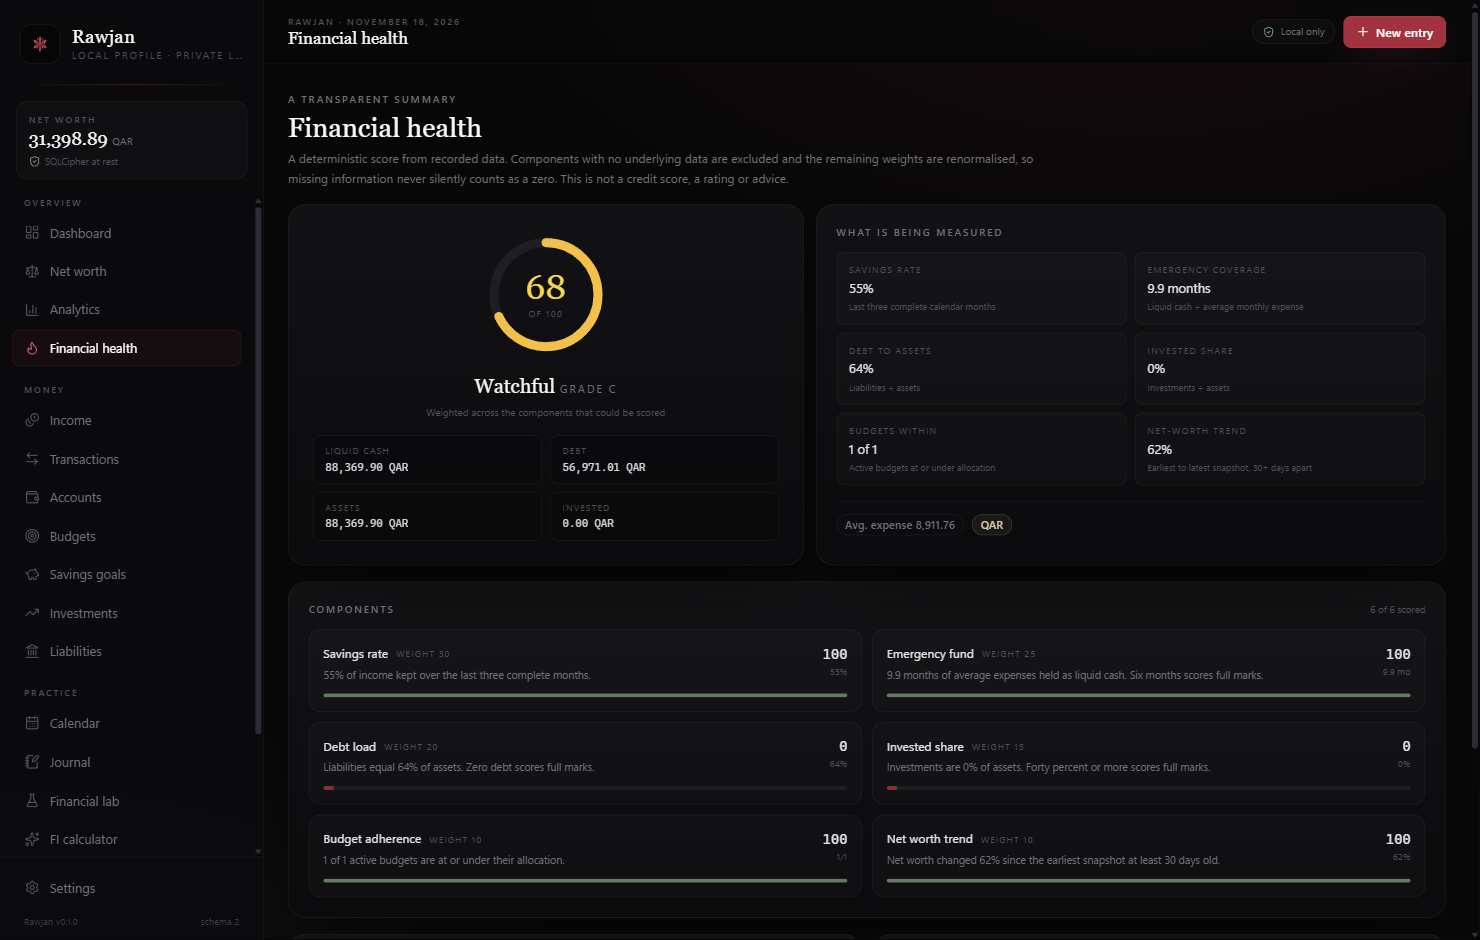 Rawjan
LOCAL PROFILE · PRIVATE L…
NET WORTH
31,398.89 QAR
SQLCipher at rest
OVERVIEW
Dashboard
Net worth
Analytics
Financial health
MONEY
Income
Transactions
Accounts
Budgets
Savings goals
Investments
Liabilities
PRACTICE
Calendar
Journal
Financial lab
FI calculator
Settings
Rawjan v0.1.0 schema 2
RAWJAN · NOVEMBER 18, 2026
Financial health
Local only
New entry
A TRANSPARENT SUMMARY
Financial health
A deterministic score from recorded data. Components with no underlying data are excluded and the remaining weights are renormalised, so
missing information never silently counts as a zero. This is not a credit score, a rating or advice.
68
OF 100
Watchful GRADE C
Weighted across the components that could be scored
LIQUID CASH
88,369.90 QAR
DEBT
56,971.01 QAR
ASSETS
88,369.90 QAR
INVESTED
0.00 QAR
WHAT IS BEING MEASURED
SAVINGS RATE
55%
Last three complete calendar months
EMERGENCY COVERAGE
9.9 months
Liquid cash ÷ average monthly expense
DEBT TO ASSETS
64%
Liabilities ÷ assets
INVESTED SHARE
0%
Investments ÷ assets
BUDGETS WITHIN
1 of 1
Active budgets at or under allocation
NET-WORTH TREND
62%
Earliest to latest snapshot, 30+ days apart
Avg. expense 8,911.76
QAR
COMPONENTS
6 of 6 scored
Savings rate WEIGHT 30 100
55% of income kept over the last three complete months. 55%
Emergency fund WEIGHT 25 100
9.9 months of average expenses held as liquid cash. Six months scores full marks. 9.9 mo
Debt load WEIGHT 20 0
Liabilities equal 64% of assets. Zero debt scores full marks. 64%
Invested share WEIGHT 15 0
Investments are 0% of assets. Forty percent or more scores full marks. 0%
Budget adherence WEIGHT 10 100
1 of 1 active budgets are at or under their allocation. 1/1
Net worth trend WEIGHT 10 100
Net worth changed 62% since the earliest snapshot at least 30 days old. 62%